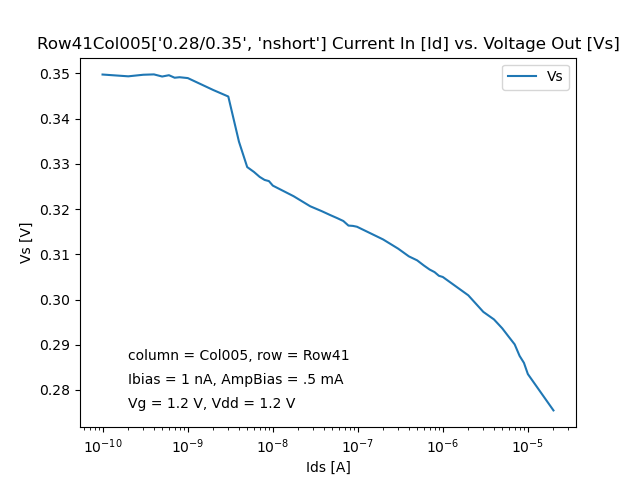 Row41Col005['0.28/0.35', 'nshort'] Current In [Id] vs. Voltage Out [Vs]
Vs
0.35
0.34
0.33
0.32
0.31
0.30
0.29
0.28
Vs [V]
column = Col005, row = Row41
Ibias = 1 nA, AmpBias = .5 mA
Vg = 1.2 V, Vdd = 1.2 V
10⁻¹⁰ 10⁻⁹ 10⁻⁸ 10⁻⁷ 10⁻⁶ 10⁻⁵
Ids [A]